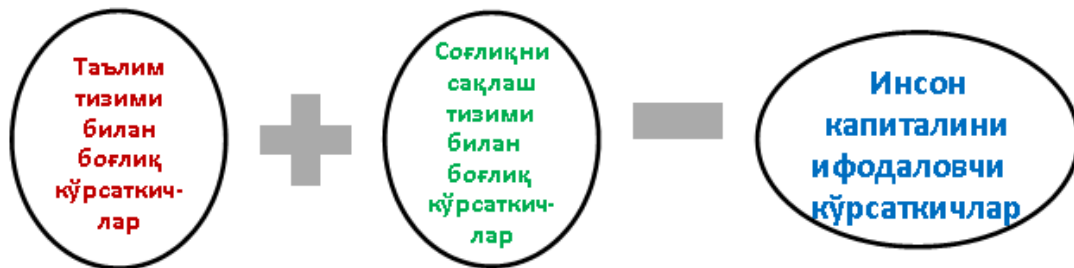 Таълим
тизими
билан
боғлиқ
кўрсаткич-
лар
Соғлиқни
сақлаш
тизими
билан
боғлиқ
кўрсаткич-
лар
Инсон
капиталини
ифодаловчи
кўрсаткичлар